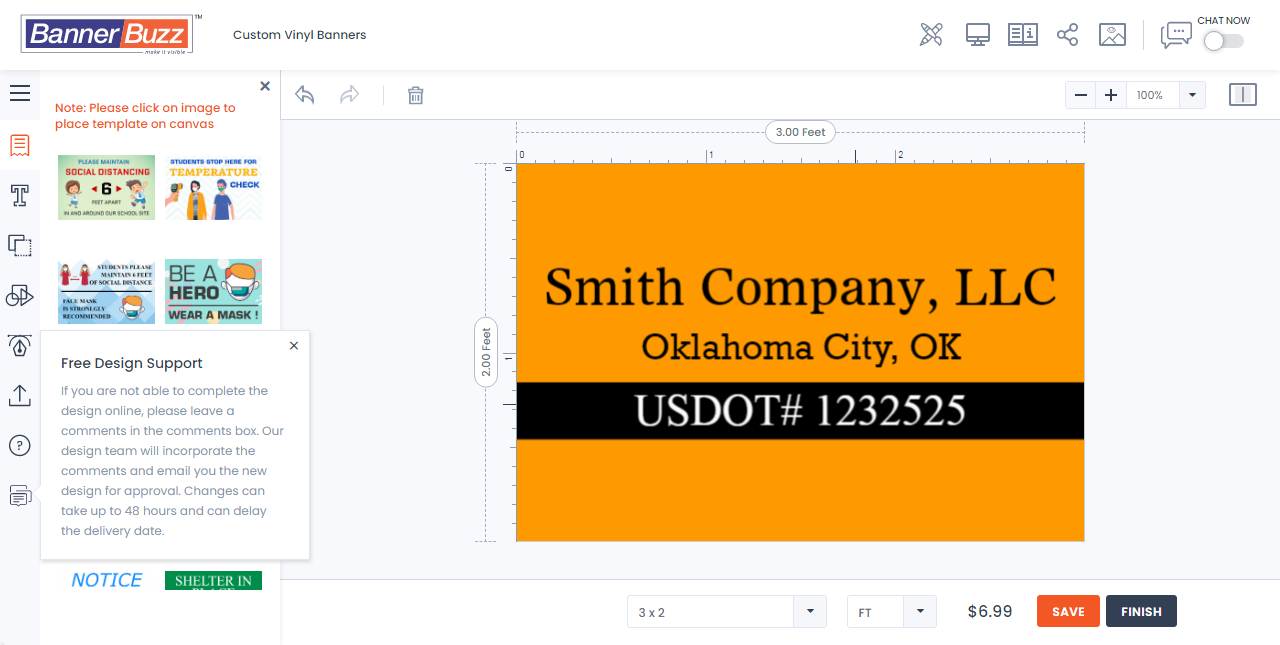 BannerBuzz™
make it visible
Custom Vinyl Banners
CHAT NOW
Note: Please click on image to
place template on canvas
PLEASE MAINTAIN
SOCIAL DISTANCING
6
FEET APART
IN AND AROUND OUR SCHOOL SITE
STUDENTS STOP HERE FOR
TEMPERATURE
CHECK
STUDENTS PLEASE
MAINTAIN 6 FEET
OF SOCIAL DISTANCE
FACE MASK
IS STRONLGLY
RECOMMENDED
BE A
HERO
WEAR A MASK !
Free Design Support
If you are not able to complete the
design online, please leave a
comments in the comments box. Our
design team will incorporate the
comments and email you the new
design for approval. Changes can
take up to 48 hours and can delay
the delivery date.
NOTICE
SHELTER IN
PLACE
100%
3.00 Feet
0 1 2
0
1
2.00 Feet
Smith Company, LLC
Oklahoma City, OK
USDOT# 1232525
3 x 2
FT
$6.99
SAVE
FINISH